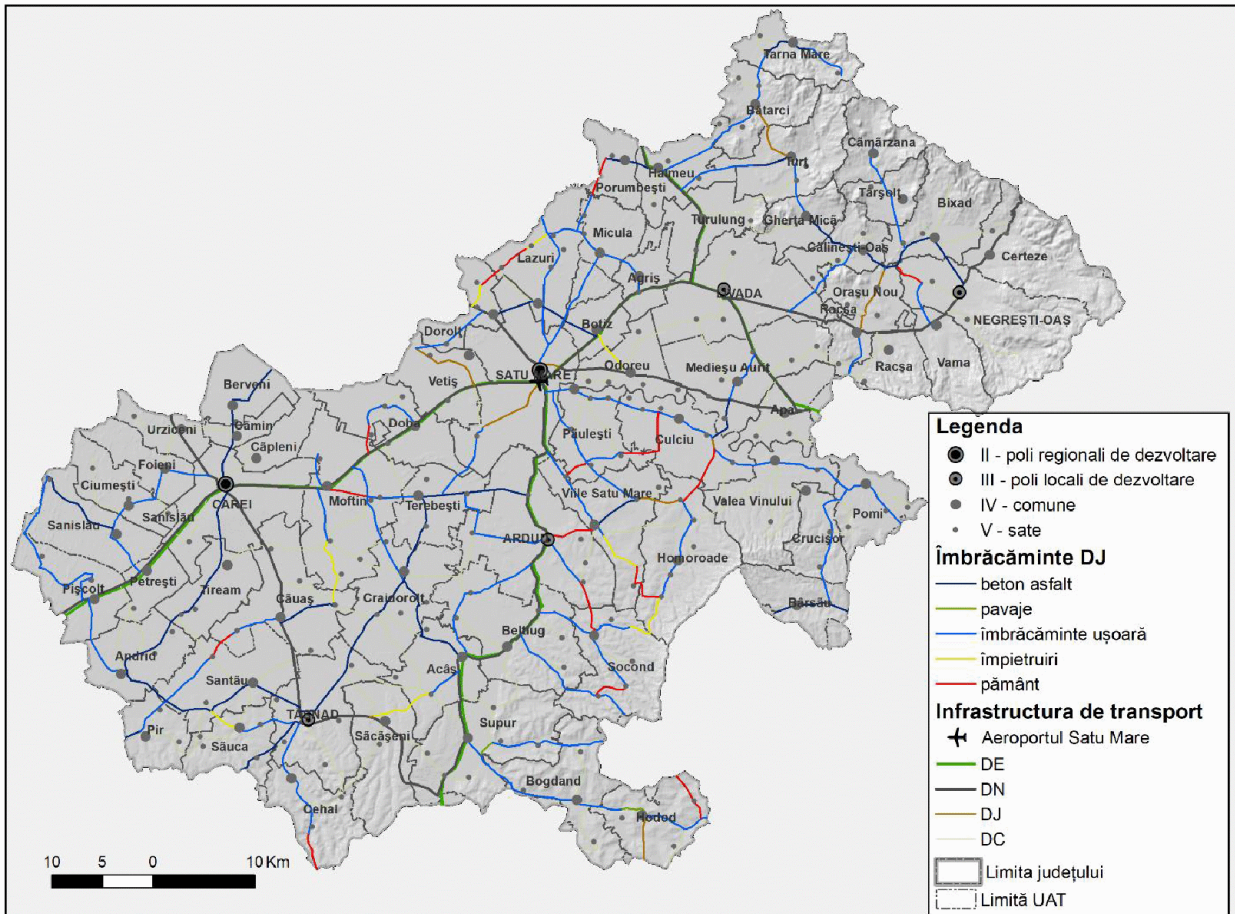 Tarna Mare
Bătarci
Cămărzana
Turț
Halmeu
Porumbești
Târșolț
Bixad
Turulung
Gherța Mică
Micula
Călinești-Oaș
Certeze
Lazuri
Agriș
LIVADA
Orașu Nou
Racșa
NEGREȘTI-OAȘ
Dorolț
Botiz
Odoreu
Medieșu Aurit
Racșa
Vama
SATU MARE
Vetiș
Berveni
Apa
Urziceni
Cămin
Căpleni
Doba
Păulești
Culciu
Foieni
Ciumești
CAREI
Moftin
Terebești
Viile Satu Mare
Valea Vinului
Pomi
Sanislău
Sanislău
ARDUD
Crucișor
Homoroade
Petrești
Pișcolt
Tiream
Căuaș
Craidorolț
Bârsău
Beltiug
Andrid
Acâș
Socond
Santău
TĂȘNAD
Pir
Săcășeni
Supur
Săuca
Bogdand
Cehal
Hodod
10 5 0 10 Km
Legenda
II - poli regionali de dezvoltare
III - poli locali de dezvoltare
IV - comune
V - sate
Îmbrăcăminte DJ
beton asfalt
pavaje
îmbrăcăminte ușoară
împietruiri
pământ
Infrastructura de transport
Aeroportul Satu Mare
DE
DN
DJ
DC
Limita județului
Limită UAT